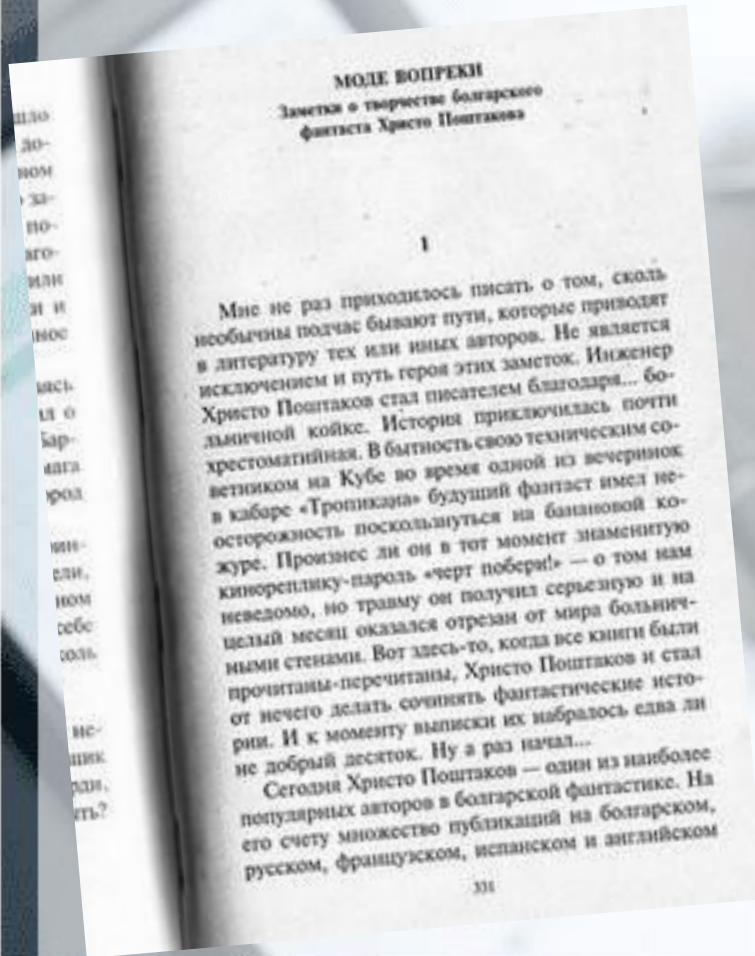 МОДЕ ВОПРЕКИ
Заметки о творчестве болгарского
фантаста Христо Поштакова
1
Мне не раз приходилось писать о том, сколь
необычны подчас бывают пути, которые приводят
в литературу тех или иных авторов. Не является
исключением и путь героя этих заметок. Инженер
Христо Поштаков стал писателем благодаря... бо-
льничной койке. История приключилась почти
хрестоматийная. В бытность свою техническим со-
ветником на Кубе во время одной из вечеринок
в кабаре «Тропикана» будущий фантаст имел не-
осторожность поскользнуться на банановой ко-
журе. Произнес ли он в тот момент знаменитую
кинореплику-пароль «черт побери!» — о том нам
неведомо, но травму он получил серьезную и на
целый месяц оказался отрезан от мира больнич-
ными стенами. Вот здесь-то, когда все книги были
прочитаны-перечитаны, Христо Поштаков и стал
от нечего делать сочинять фантастические исто-
рии. И к моменту выписки их набралось едва ли
не добрый десяток. Ну а раз начал...
Сегодня Христо Поштаков — один из наиболее
популярных авторов в болгарской фантастике. На
его счету множество публикаций на болгарском,
русском, французском, испанском и английском
331